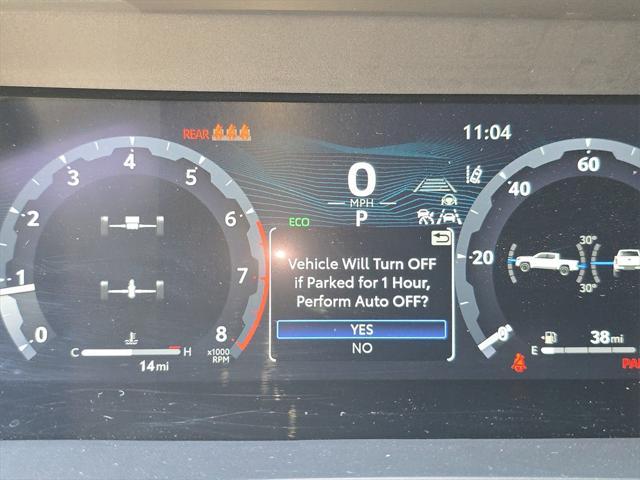 REAR
11:04
0
MPH
P
ECO
0
1
2
3
4
5
6
7
8
x1000
RPM
C
H
14mi
Vehicle Will Turn OFF
if Parked for 1 Hour,
Perform Auto OFF?
YES
NO
0
20
40
60
30°
30°
E
38mi